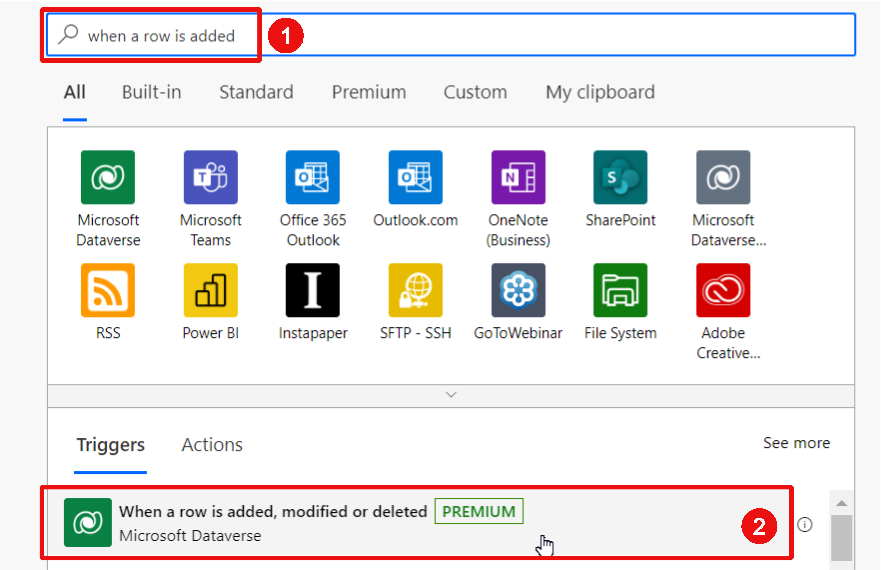 when a row is added
1
All Built-in Standard Premium Custom My clipboard
Microsoft Dataverse
Microsoft Teams
Office 365 Outlook
Outlook.com
OneNote (Business)
SharePoint
Microsoft Dataverse...
RSS
Power BI
Instapaper
SFTP - SSH
GoToWebinar
File System
Adobe Creative...
Triggers Actions See more
When a row is added, modified or deleted PREMIUM
Microsoft Dataverse
2